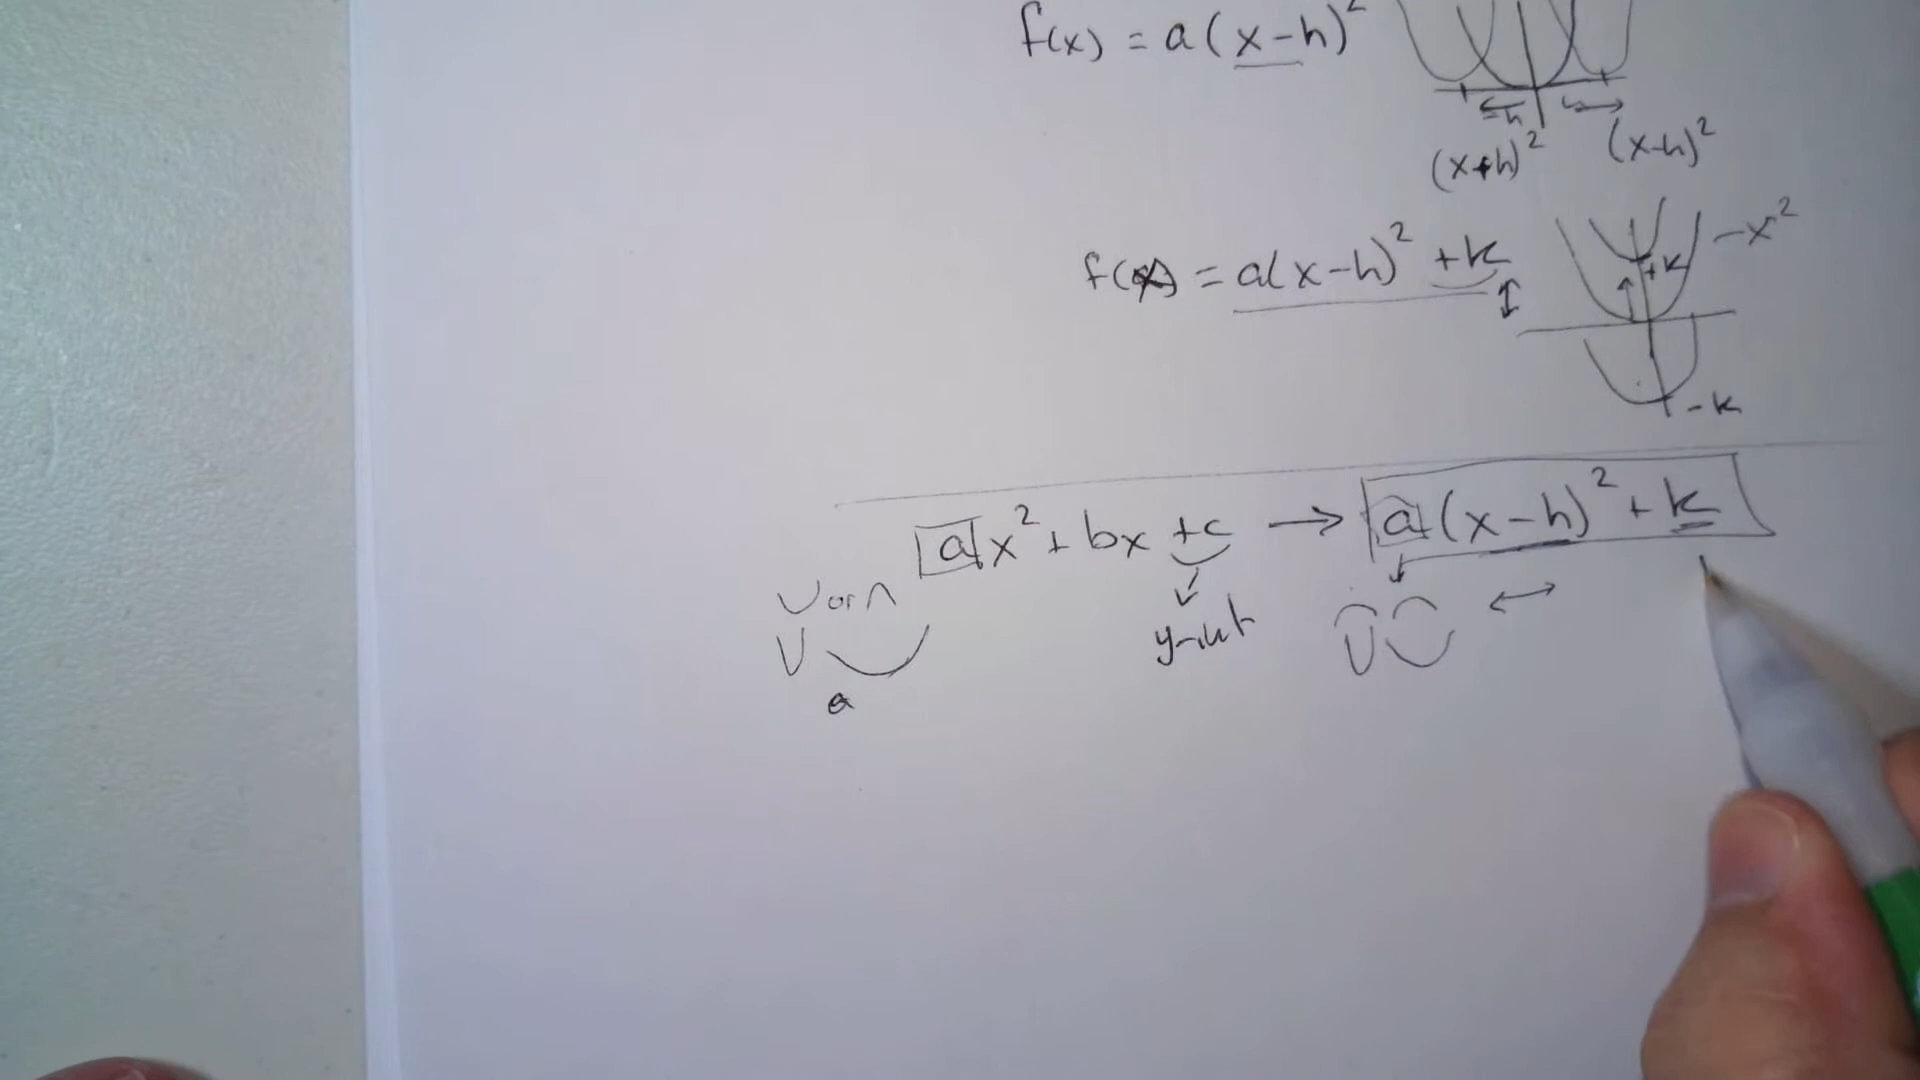 f(x) = a(x-h)²
-h
(x+h)² (x-h)²
f(x) = a(x-h)² +k
+k
-x²
-k
ax² + bx + c → a(x-h)² + k
∪ or ∩
y-int
a